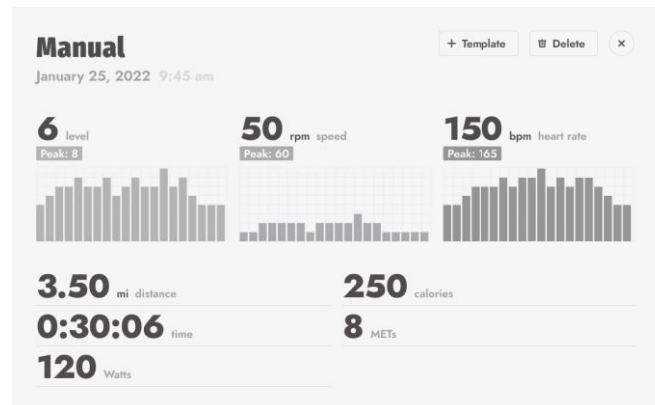 Manual
+ Template
Delete
×
January 25, 2022 9:45 am
6 level
Peak: 8
50 rpm speed
Peak: 60
150 bpm heart rate
Peak: 165
3.50 mi distance
250 calories
0:30:06 time
8 METs
120 Watts